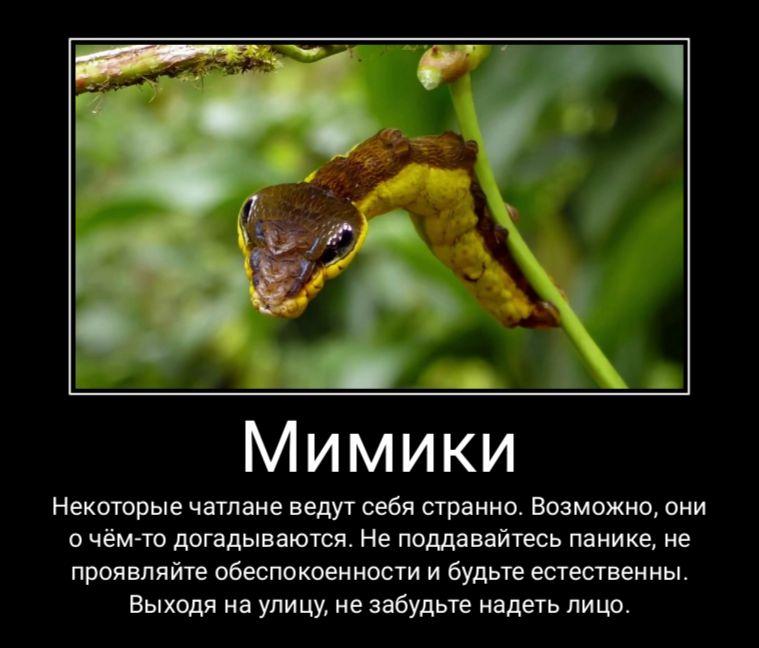 Мимики
Некоторые чатлане ведут себя странно. Возможно, они
о чём-то догадываются. Не поддавайтесь панике, не
проявляйте обеспокоенности и будьте естественны.
Выходя на улицу, не забудьте надеть лицо.